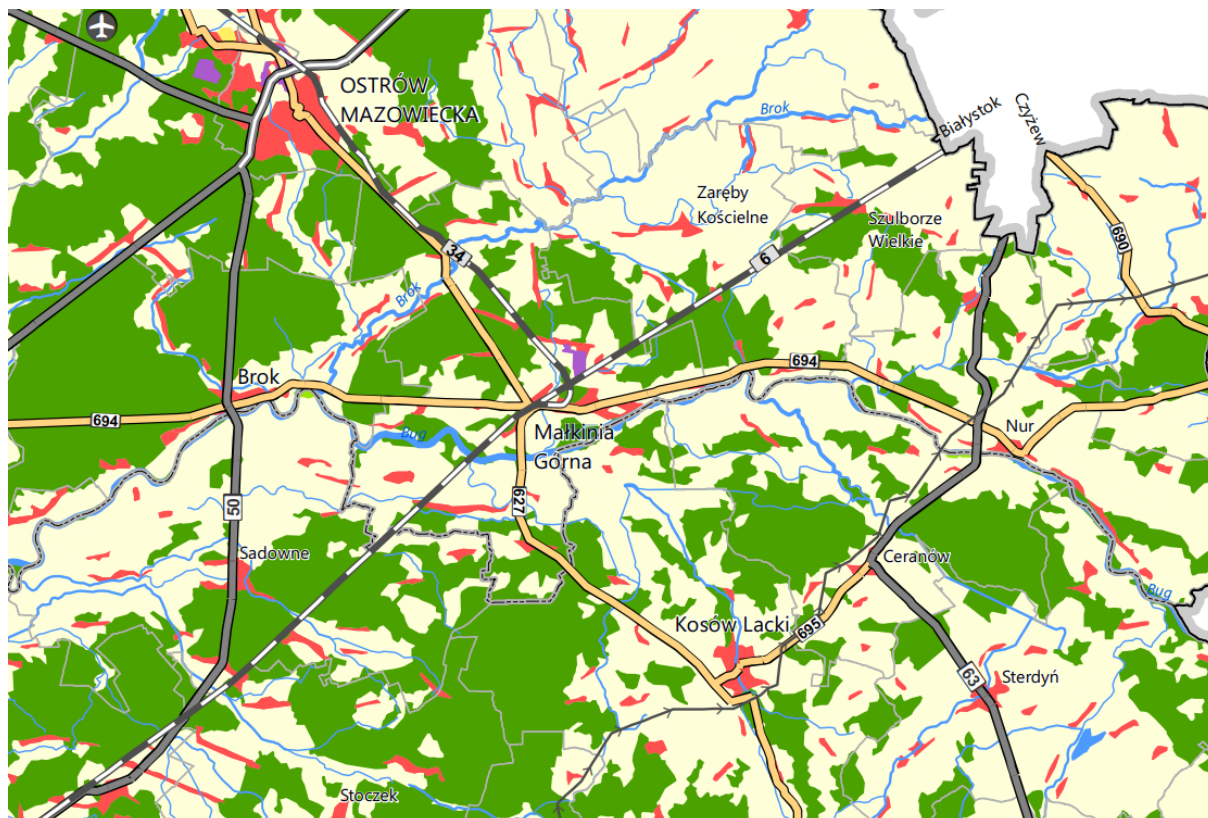 OSTRÓW
MAZOWIECKA
Brok
Białystok
Czyżew
Zaręby
Kościelne
Szulborze
Wielkie
690
34
6
Brok
694
Brok
694
Nur
Bug
Małkinia
Górna
627
50
Sadowne
Ceranów
Bug
Kosów Lacki
695
63
Sterdyń
Stoczek